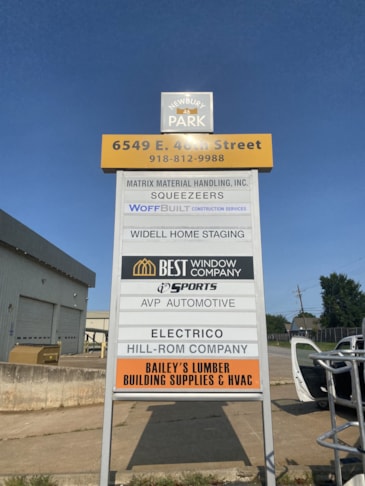 NEWBURY
PARK
6549 E. 46th Street
918-812-9988
MATRIX MATERIAL HANDLING, INC.
SQUEEZEERS
WOFFBUILT CONSTRUCTION SERVICES
WIDELL HOME STAGING
BEST WINDOW
COMPANY
SPORTS
AVP AUTOMOTIVE
ELECTRICO
HILL-ROM COMPANY
BAILEY'S LUMBER
BUILDING SUPPLIES & HVAC